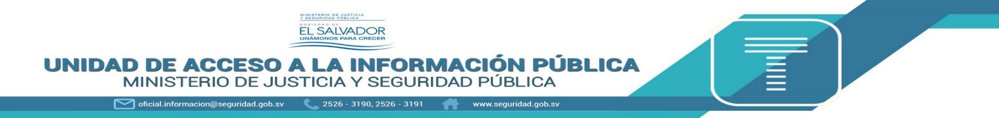 MINISTERIO DE JUSTICIA
Y SEGURIDAD PÚBLICA
GOBIERNO DE
EL SALVADOR
UNÁMONOS PARA CRECER
UNIDAD DE ACCESO A LA INFORMACIÓN PÚBLICA
MINISTERIO DE JUSTICIA Y SEGURIDAD PÚBLICA
oficial.informacion@seguridad.gob.sv 2526 - 3190, 2526 - 3191 www.seguridad.gob.sv
T